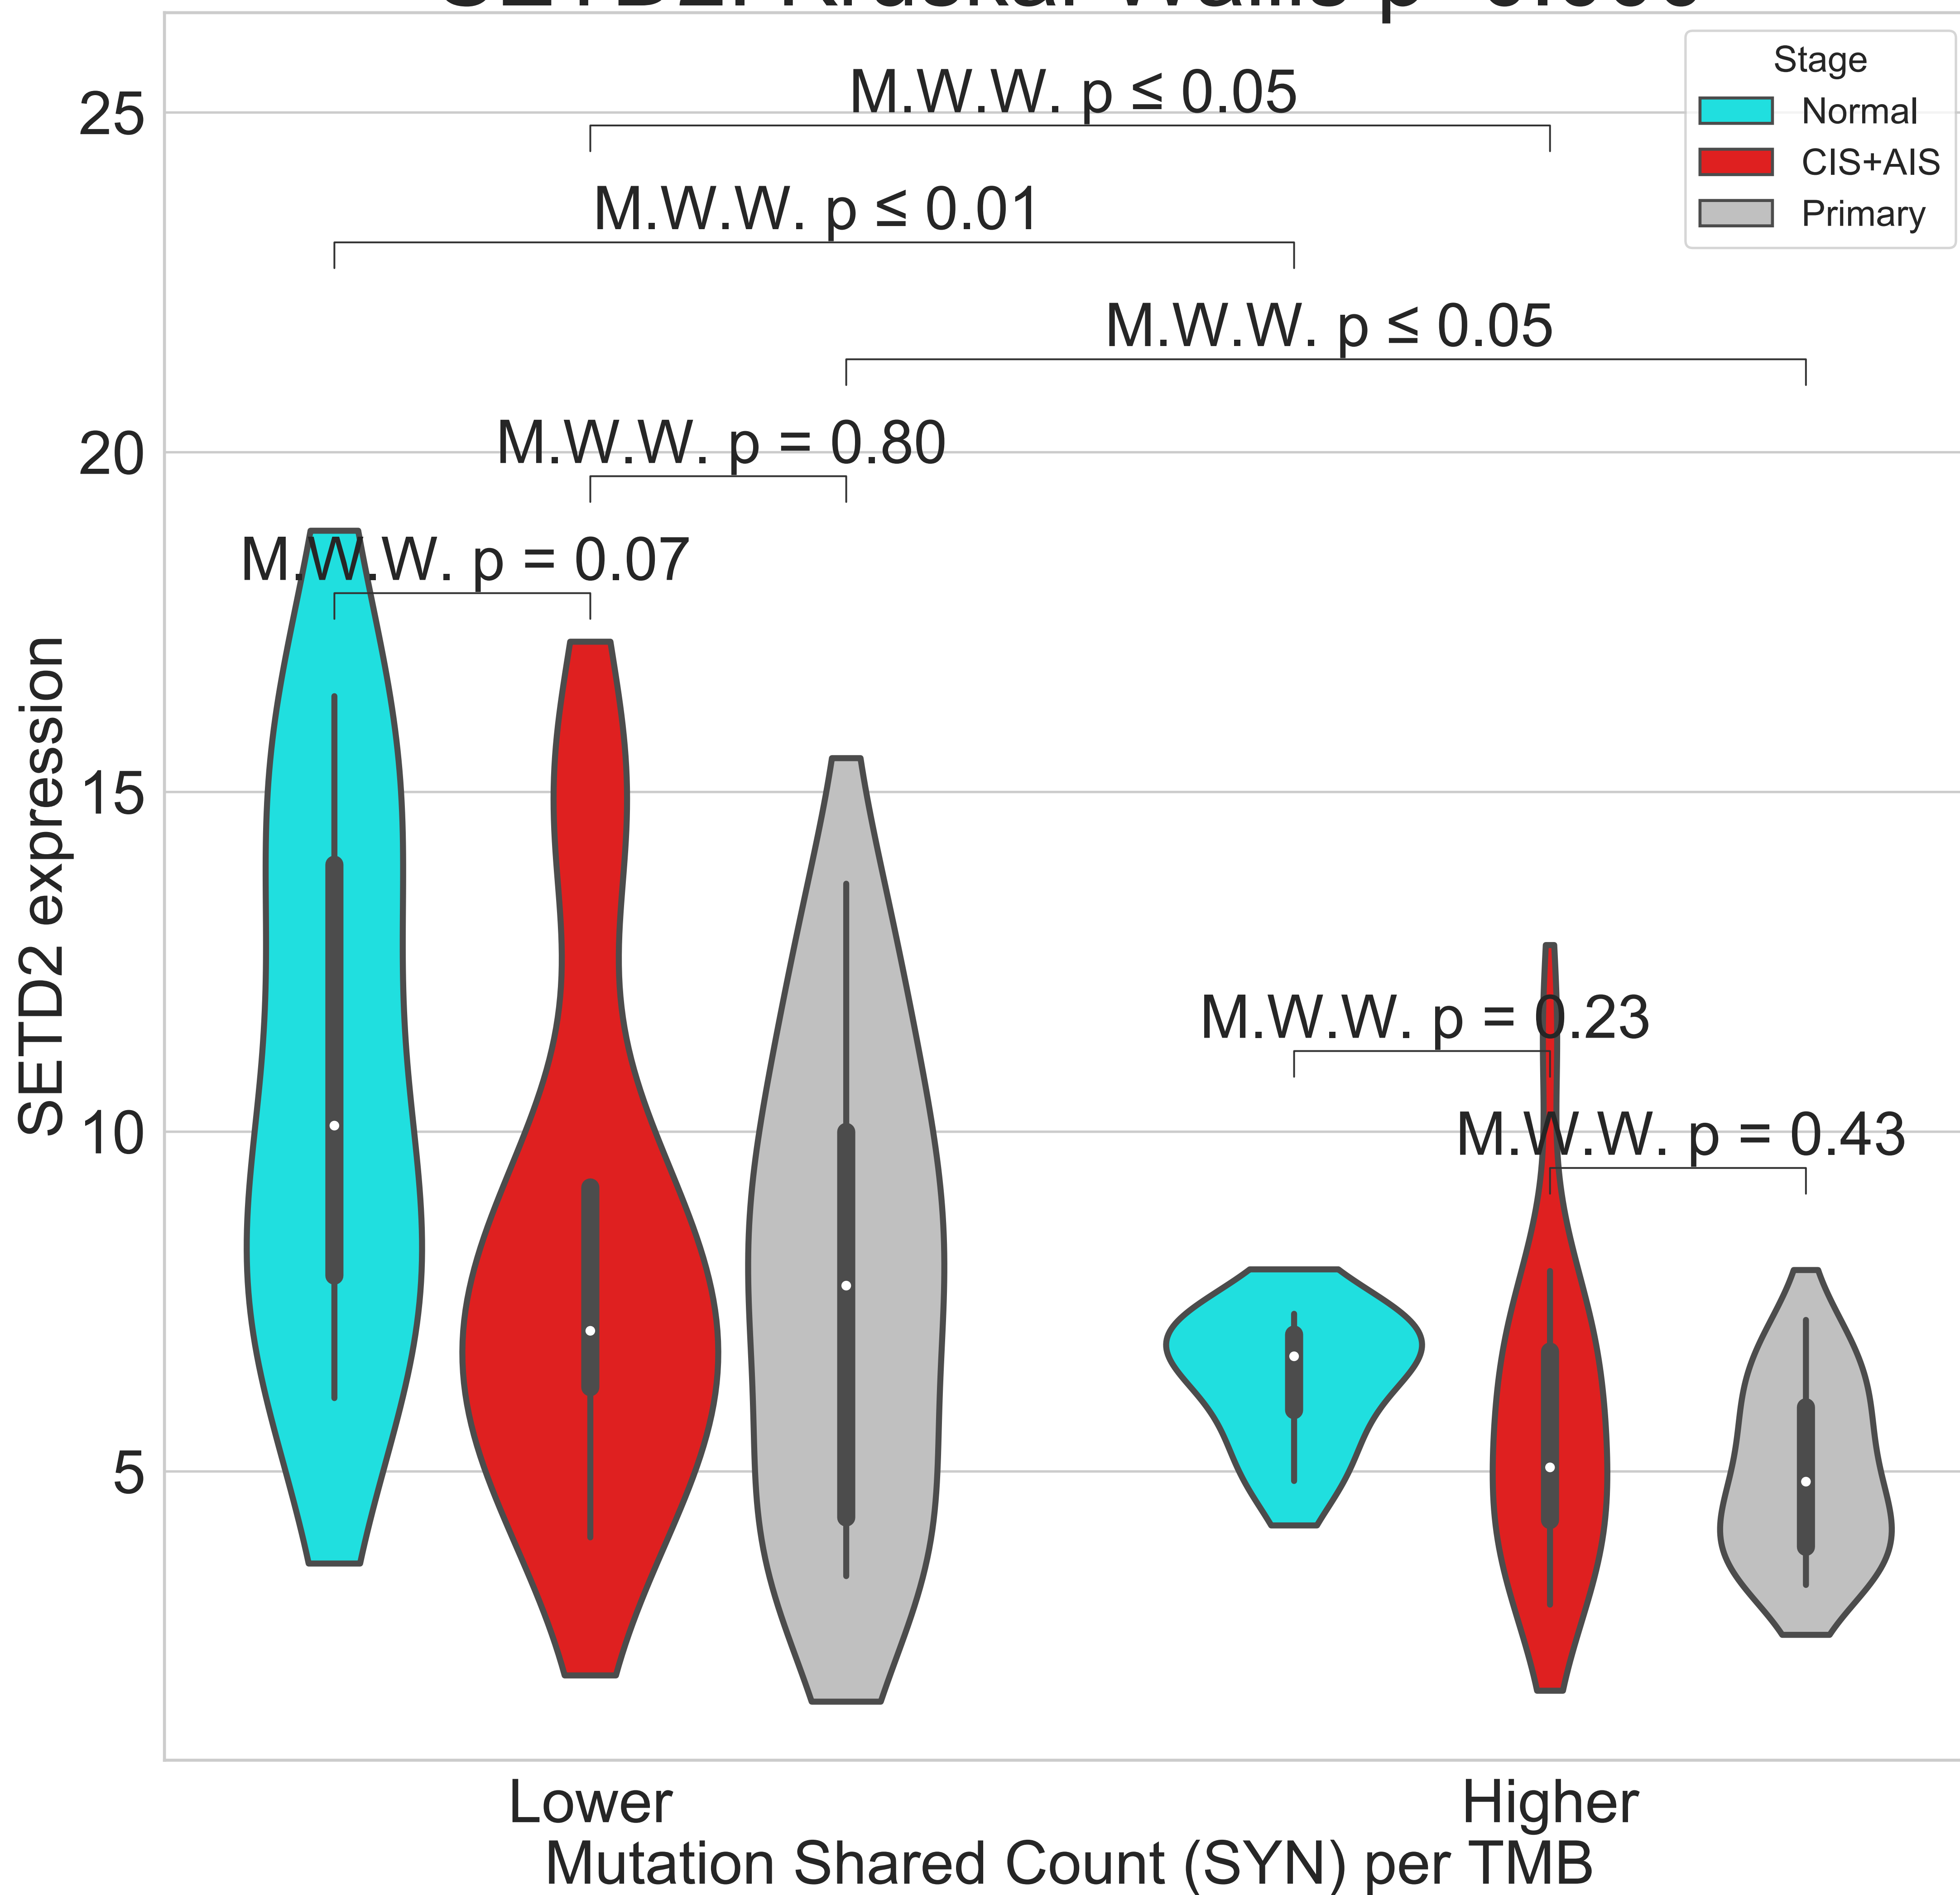 M.W.W. p ≤ 0.05
M.W.W. p ≤ 0.01
M.W.W. p ≤ 0.05
M.W.W. p = 0.80
M.W.W. p = 0.07
M.W.W. p = 0.23
M.W.W. p = 0.43
Stage
Normal
CIS+AIS
Primary
25
20
15
10
5
SETD2 expression
Lower
Higher
Mutation Shared Count (SYN) per TMB